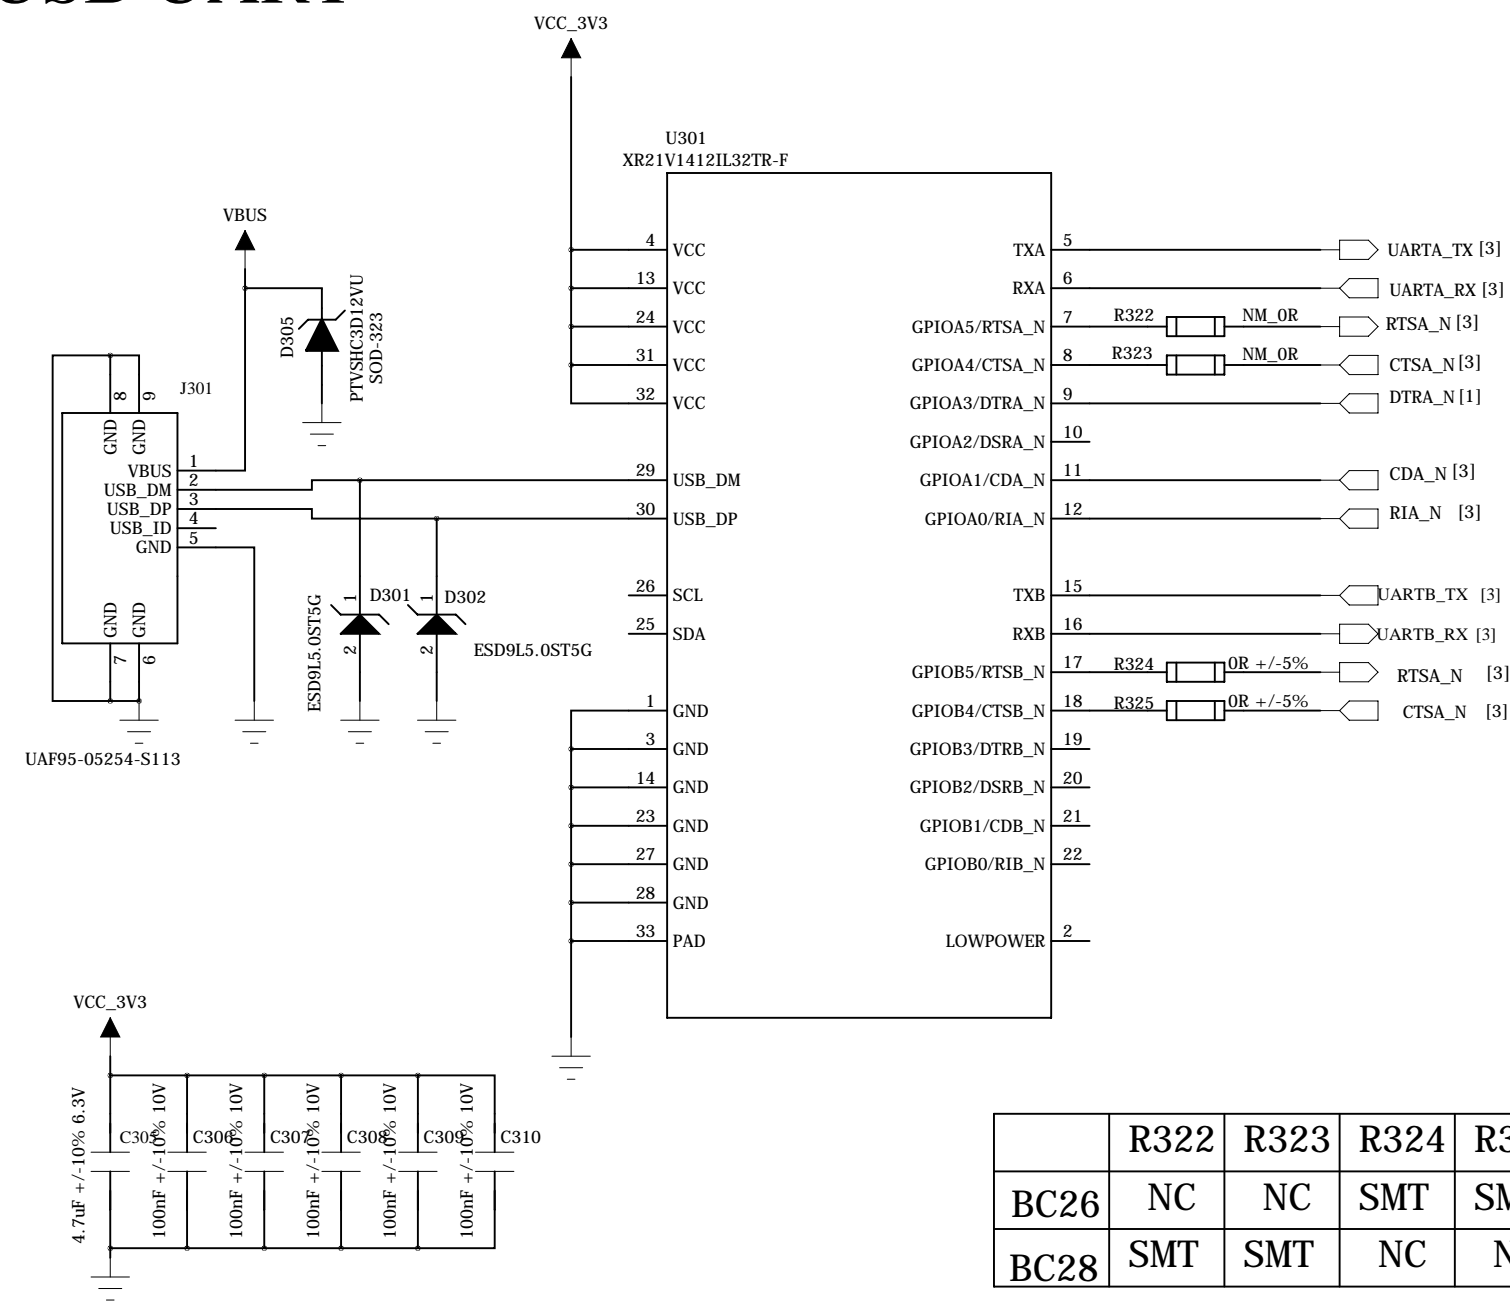 USB UART
VCC_3V3
U301
XR21V1412IL32TR-F
VBUS
D305
PTVSHC3D12VU
SOD-323
J301
8
9
GND
GND
VBUS
1
USB_DM
2
USB_DP
3
USB_ID
4
GND
5
GND
GND
7
6
UAF95-05254-S113
1
D301
2
ESD9L5.0ST5G
1
D302
2
ESD9L5.0ST5G
4
VCC
13
VCC
24
VCC
31
VCC
32
VCC
29
USB_DM
30
USB_DP
26
SCL
25
SDA
1
GND
3
GND
14
GND
23
GND
27
GND
28
GND
33
PAD
TXA
5
UARTA_TX [3]
RXA
6
UARTA_RX [3]
GPIOA5/RTSA_N
7
R322
NM_0R
RTSA_N [3]
GPIOA4/CTSA_N
8
R323
NM_0R
CTSA_N [3]
GPIOA3/DTRA_N
9
DTRA_N [1]
GPIOA2/DSRA_N
10
GPIOA1/CDA_N
11
CDA_N [3]
GPIOA0/RIA_N
12
RIA_N [3]
TXB
15
UARTB_TX [3]
RXB
16
UARTB_RX [3]
GPIOB5/RTSB_N
17
R324
0R +/-5%
RTSA_N [3]
GPIOB4/CTSB_N
18
R325
0R +/-5%
CTSA_N [3]
GPIOB3/DTRB_N
19
GPIOB2/DSRB_N
20
GPIOB1/CDB_N
21
GPIOB0/RIB_N
22
LOWPOWER
2
VCC_3V3
4.7uF +/-10% 6.3V
C305
100nF +/-10% 10V
C306
100nF +/-10% 10V
C307
100nF +/-10% 10V
C308
100nF +/-10% 10V
C309
100nF +/-10% 10V
C310
R322 R323 R324
BC26 NC NC SMT
BC28 SMT SMT NC